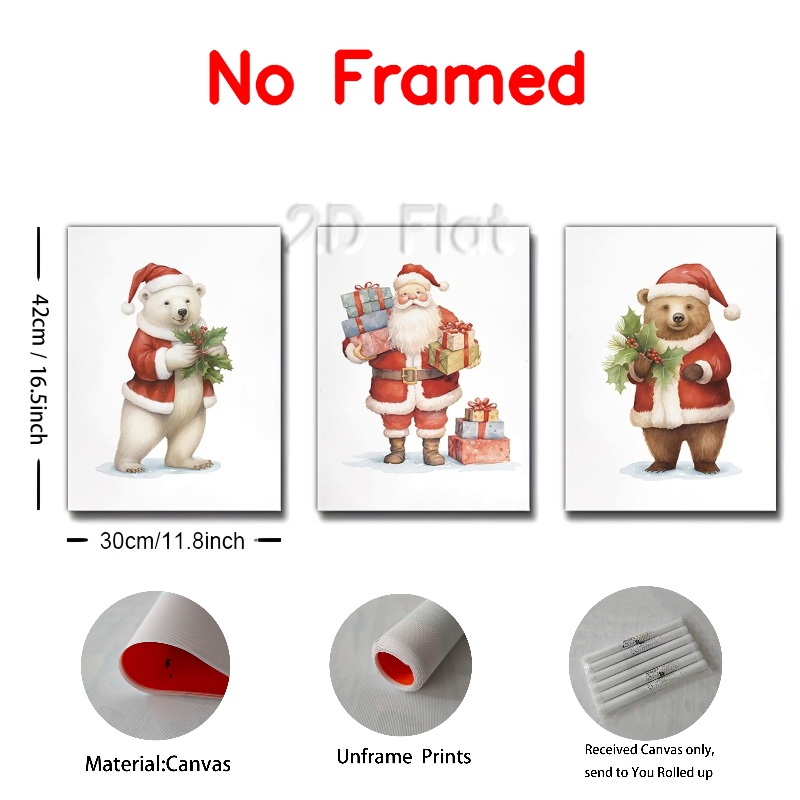 No Framed
2D Flat
42cm / 16.5inch
30cm/11.8inch
Material:Canvas
Unframe Prints
Received Canvas only,
send to You Rolled up